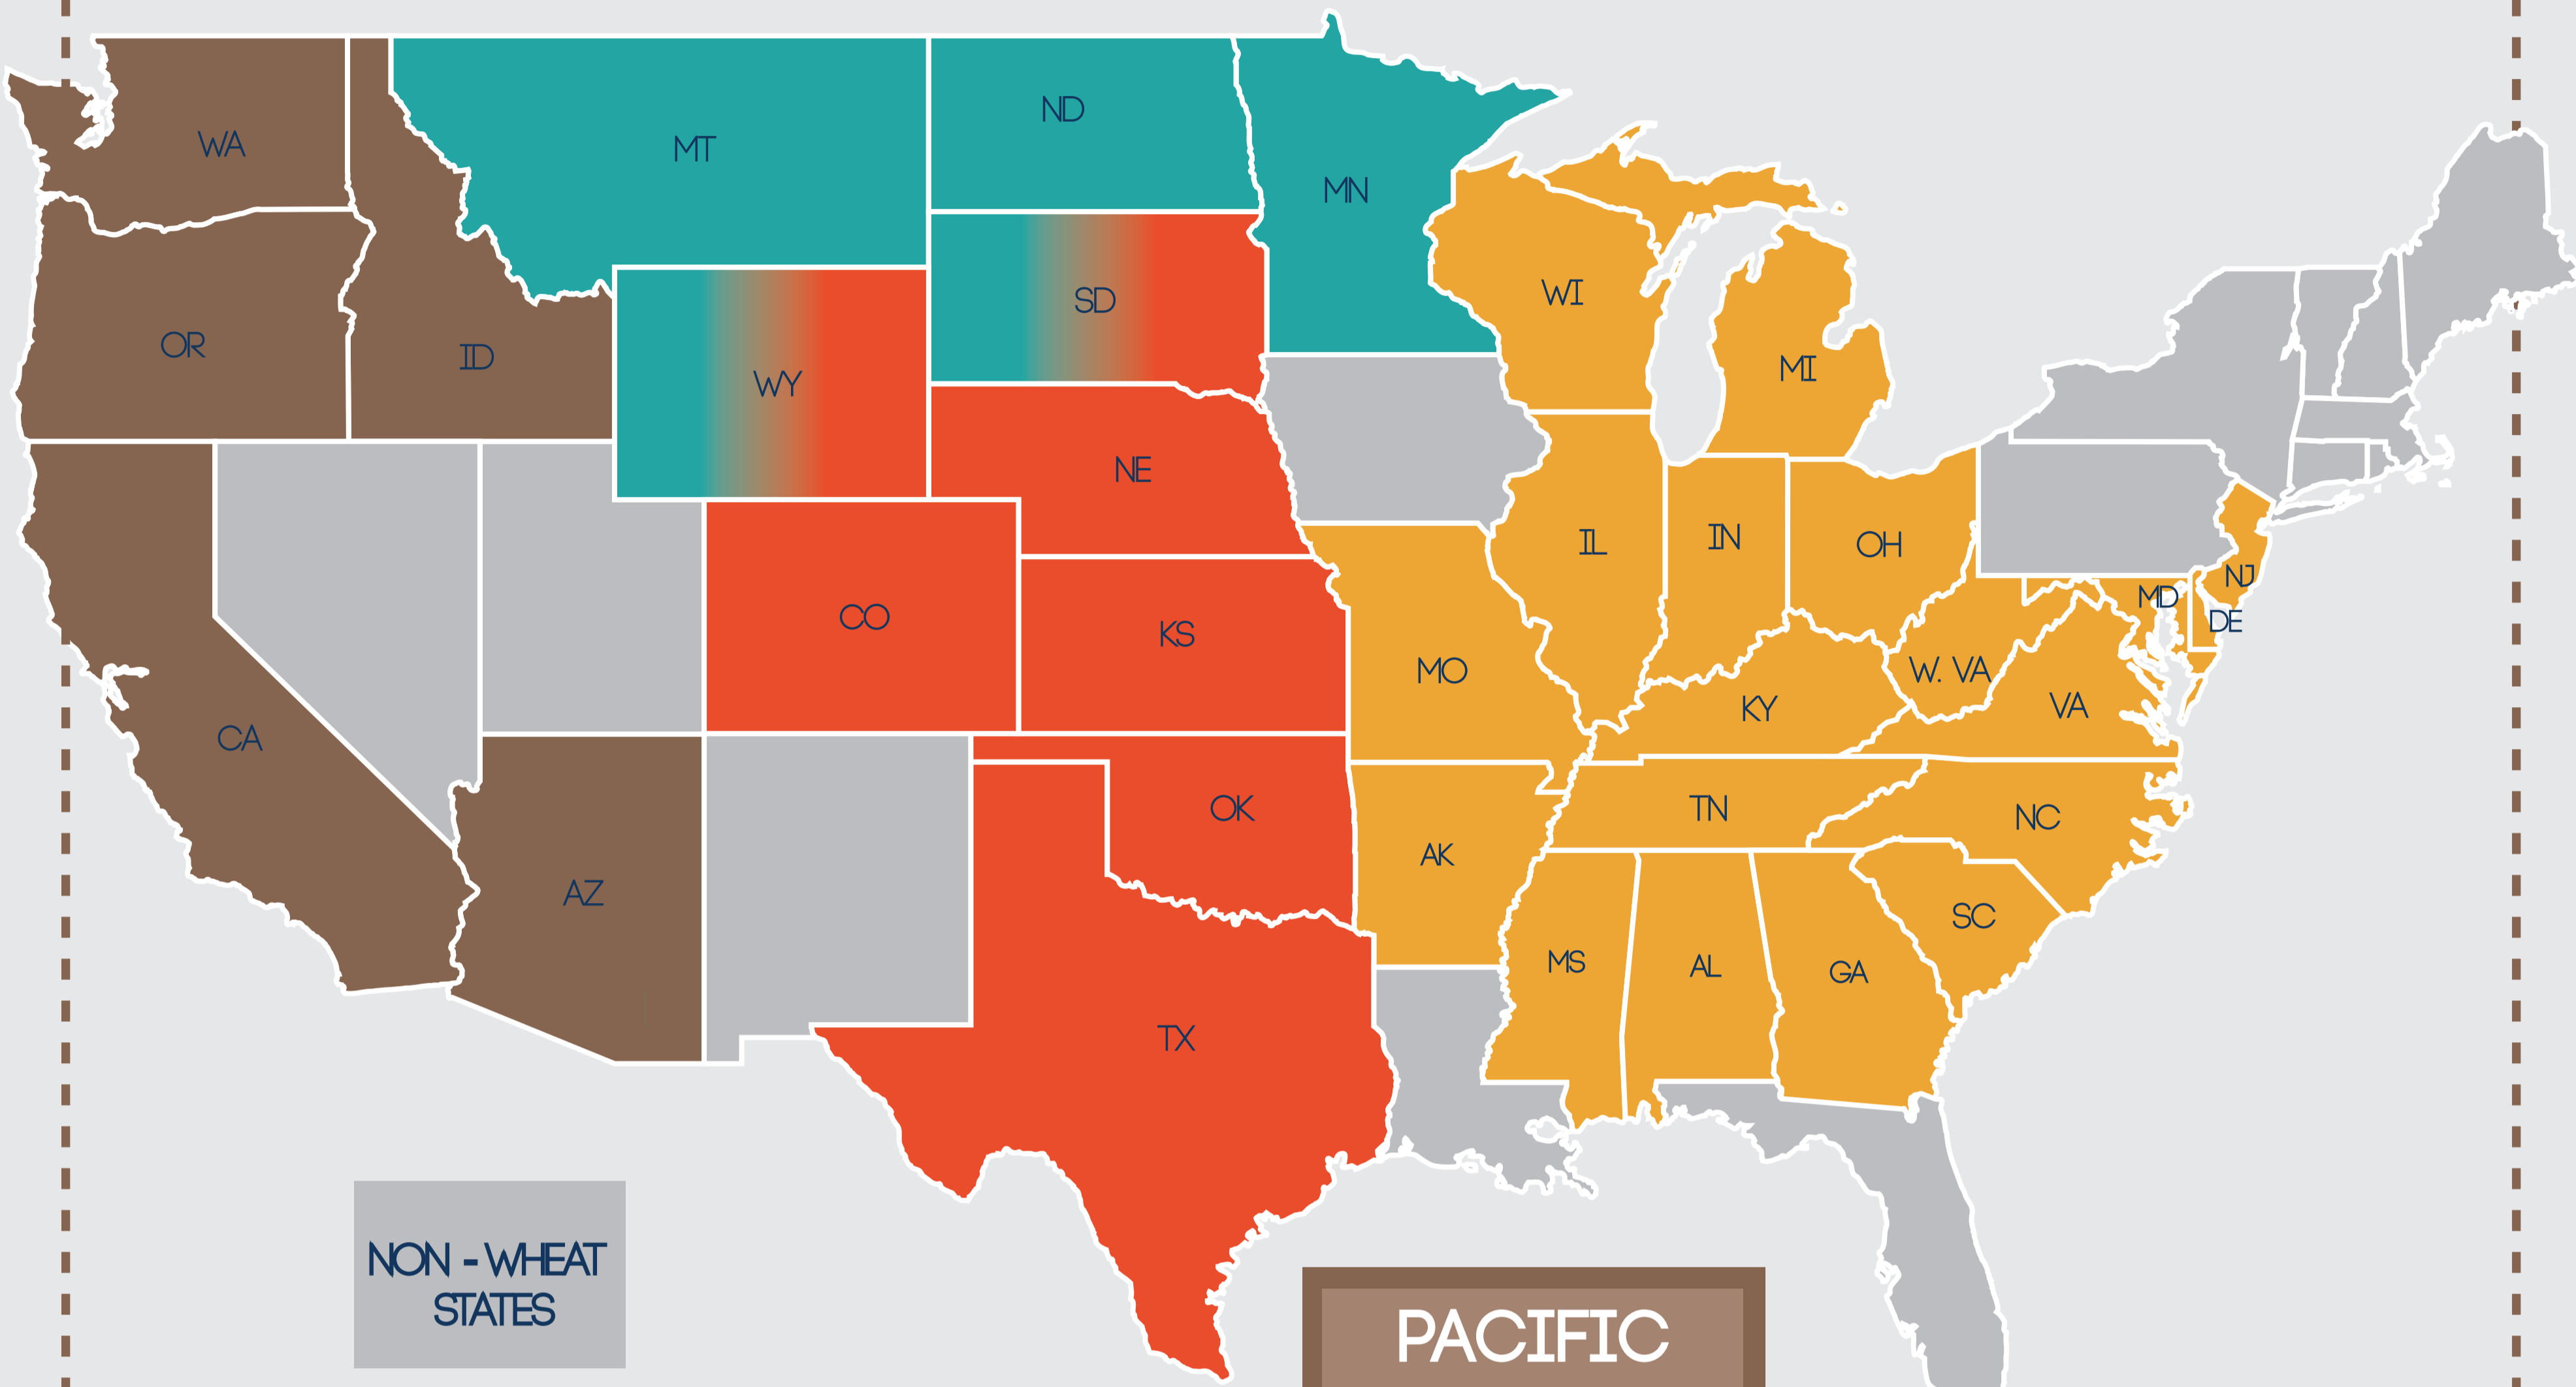 WA
MT
ND
MN
OR
ID
WY
SD
WI
MI
NE
CO
KS
IL
IN
OH
NJ
MD
DE
CA
MO
KY
W. VA
VA
AZ
OK
AK
TN
NC
TX
MS
AL
GA
SC
NON - WHEAT
STATES
PACIFIC